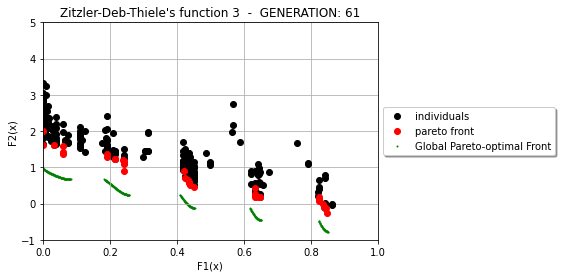 Zitzler-Deb-Thiele's function 3 - GENERATION: 61
5
4
3
2
1
0
−1
F2(x)
0.0 0.2 0.4 0.6 0.8 1.0
F1(x)
individuals
pareto front
Global Pareto-optimal Front